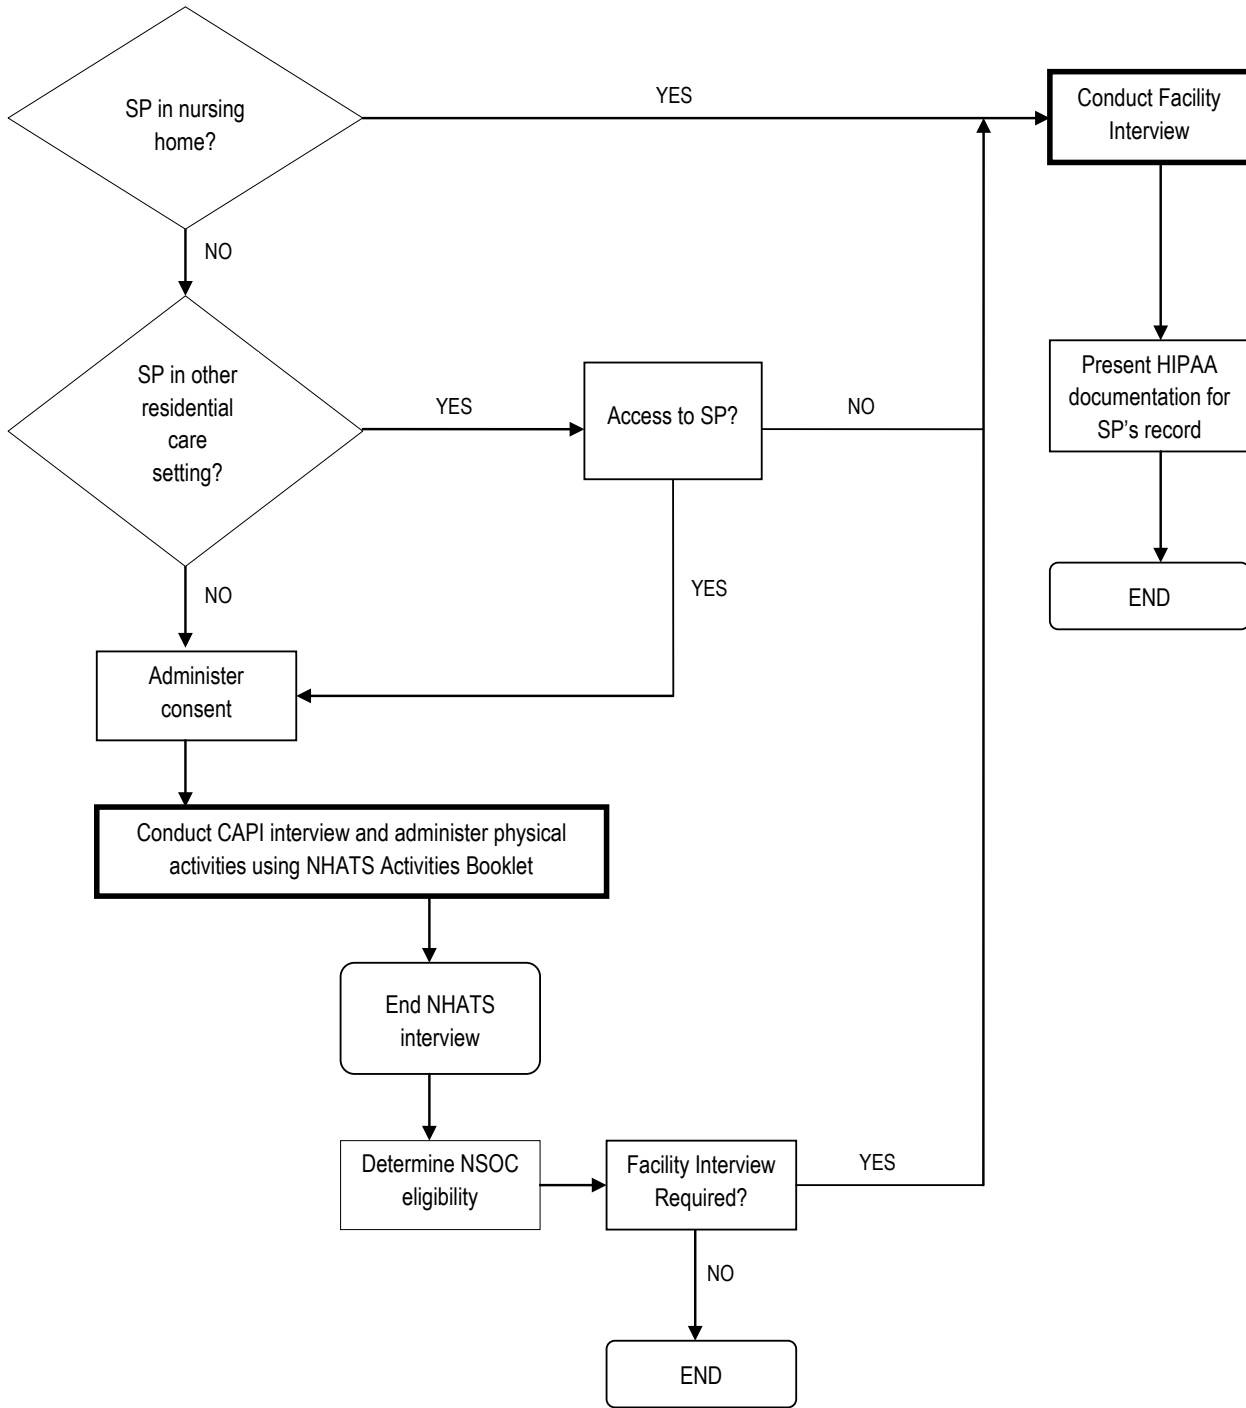 SP in nursing
home?
YES
Conduct Facility
Interview
NO
SP in other
residential
care
setting?
YES
Access to SP?
NO
Present HIPAA
documentation for
SP's record
NO
YES
END
Administer
consent
Conduct CAPI interview and administer physical
activities using NHATS Activities Booklet
End NHATS
interview
Determine NSOC
eligibility
Facility Interview
Required?
YES
NO
END